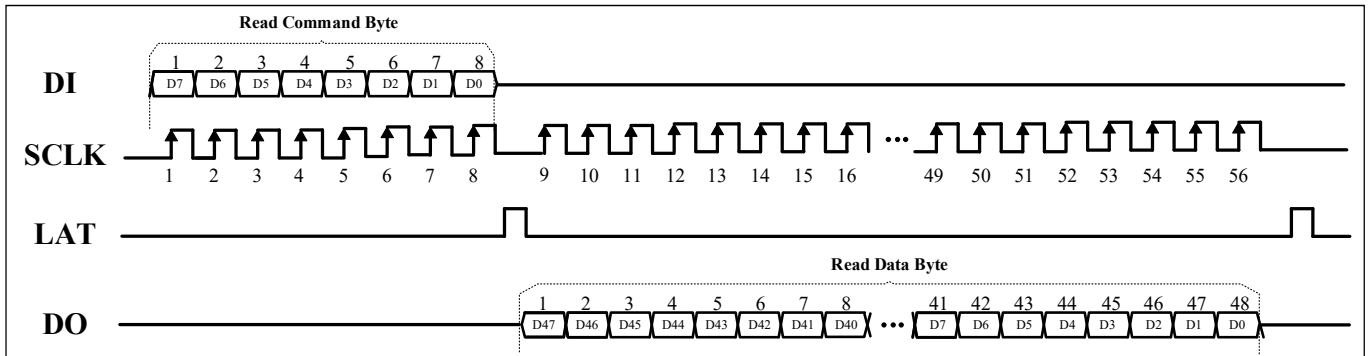 Read Command Byte
1 2 3 4 5 6 7 8
DI D7 D6 D5 D4 D3 D2 D1 D0
SCLK ...
1 2 3 4 5 6 7 8 9 10 11 12 13 14 15 16 49 50 51 52 53 54 55 56
LAT
Read Data Byte
1 2 3 4 5 6 7 8 41 42 43 44 45 46 47 48
DO D47 D46 D45 D44 D43 D42 D41 D40 ... D7 D6 D5 D4 D3 D2 D1 D0